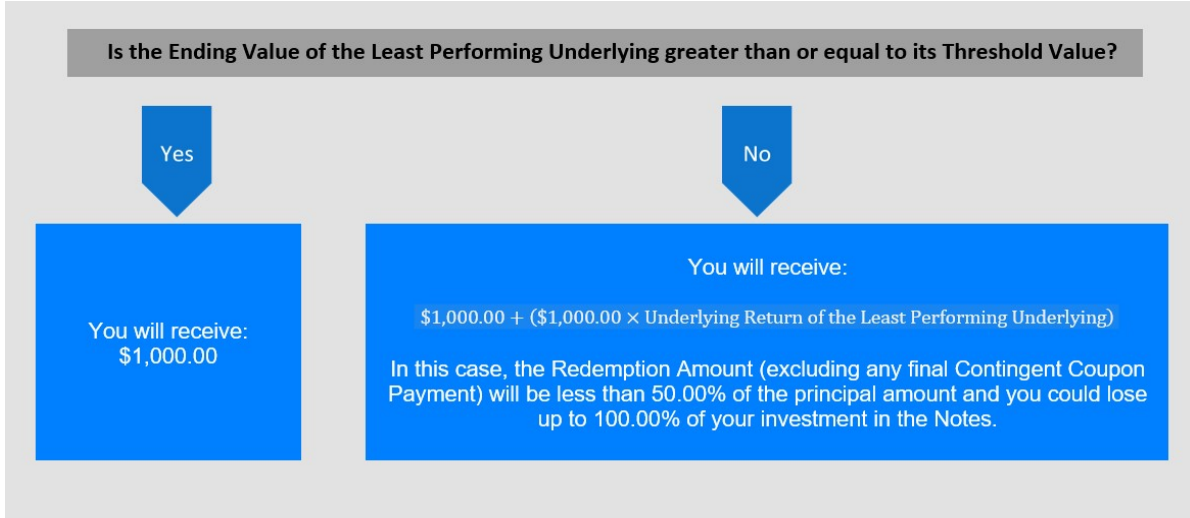 Is the Ending Value of the Least Performing Underlying greater than or equal to its Threshold Value?
Yes
No
You will receive:
$1,000.00
You will receive:
$1,000.00 + ($1,000.00 × Underlying Return of the Least Performing Underlying)
In this case, the Redemption Amount (excluding any final Contingent Coupon
Payment) will be less than 50.00% of the principal amount and you could lose
up to 100.00% of your investment in the Notes.